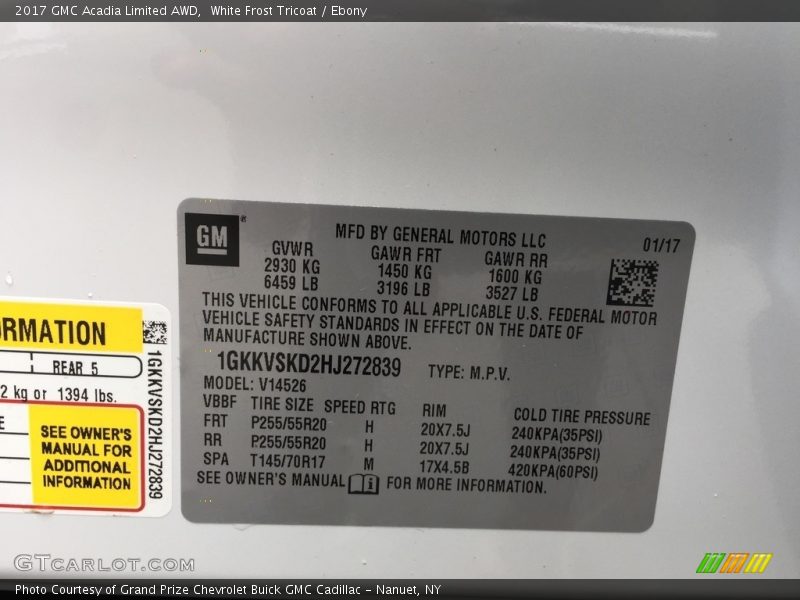 2017 GMC Acadia Limited AWD,  White Frost Tricoat / Ebony
GM
MFD BY GENERAL MOTORS LLC 01/17
GVWR GAWR FRT GAWR RR
2930 KG 1450 KG 1600 KG
6459 LB 3196 LB 3527 LB
THIS VEHICLE CONFORMS TO ALL APPLICABLE U.S. FEDERAL MOTOR
VEHICLE SAFETY STANDARDS IN EFFECT ON THE DATE OF
MANUFACTURE SHOWN ABOVE.
1GKKVSKD2HJ272839 TYPE: M.P.V.
MODEL: V14526
VBBF TIRE SIZE SPEED RTG RIM COLD TIRE PRESSURE
FRT P255/55R20 H 20X7.5J 240KPA(35PSI)
RR P255/55R20 H 20X7.5J 240KPA(35PSI)
SPA T145/70R17 M 17X4.5B 420KPA(60PSI)
SEE OWNER'S MANUAL FOR MORE INFORMATION.
RMATION
REAR 5
2 kg or 1394 lbs.
E
SEE OWNER'S
MANUAL FOR
ADDITIONAL
INFORMATION
1GKKVSKD2HJ272839
GTCARLOT.COM
Photo Courtesy of Grand Prize Chevrolet Buick GMC Cadillac - Nanuet, NY